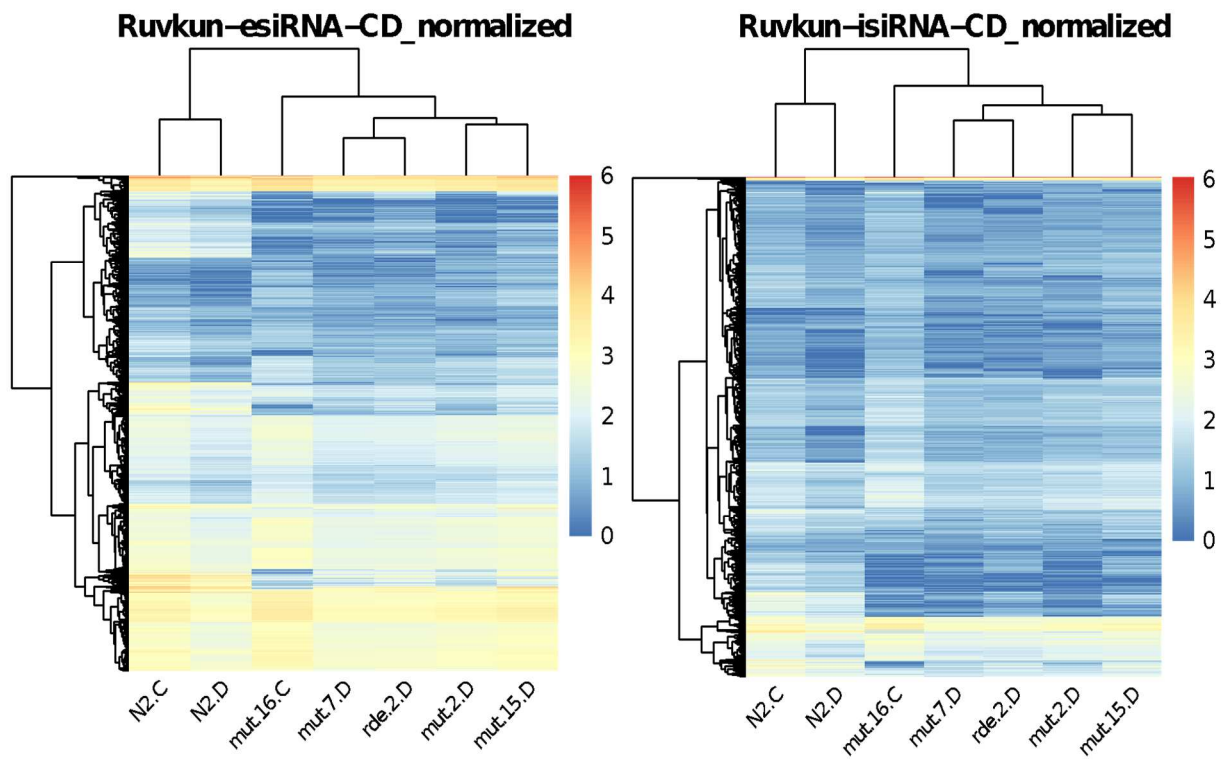 Ruvkun−esiRNA−CD_normalized
6
5
4
3
2
1
0
N2.C
N2.D
mut.16.C
mut.7.D
rde.2.D
mut.2.D
mut.15.D
Ruvkun−isiRNA−CD_normalized
6
5
4
3
2
1
0
N2.C
N2.D
mut.16.C
mut.7.D
rde.2.D
mut.2.D
mut.15.D